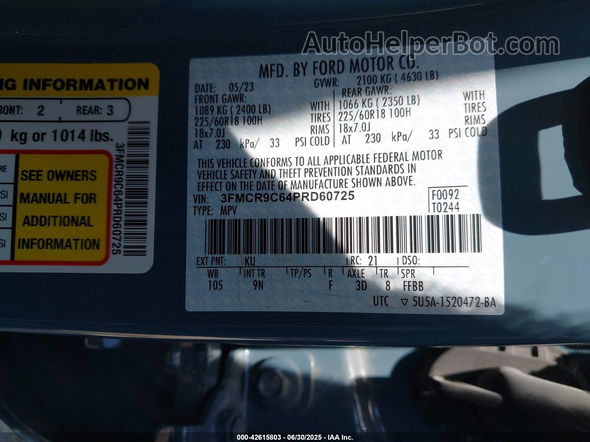 AutoHelperBot.com
NG INFORMATION
FRONT: 2 REAR: 3
kg or 1014 lbs.
SEE OWNERS
MANUAL FOR
ADDITIONAL
INFORMATION
3FMCR9C64PRD60725
MFD. BY FORD MOTOR CO.
DATE: 05/23 GVWR: 2100 KG ( 4630 LB)
FRONT GAWR: REAR GAWR:
1089 KG ( 2400 LB) WITH 1066 KG ( 2350 LB) WITH
225/60R18 100H TIRES 225/60R18 100H TIRES
18x7.0J RIMS 18x7.0J RIMS
AT 230 kPa/ 33 PSI COLD AT 230 kPa/ 33 PSI COLD
THIS VEHICLE CONFORMS TO ALL APPLICABLE FEDERAL MOTOR
VEHICLE SAFETY AND THEFT PREVENTION STANDARDS IN EFFECT ON
THE DATE OF MANUFACTURE SHOWN ABOVE.
VIN: 3FMCR9C64PRD60725 F0092
TYPE: MPV T0244
EXT PNT: KU RC: 21 DSO:
WB INT TR TP/PS R AXLE TR SPR
105 9N F 3D 8 FFBB
UTC 5U5A-1520472-BA
000-42615803 - 06/30/2025 - IAA Inc.